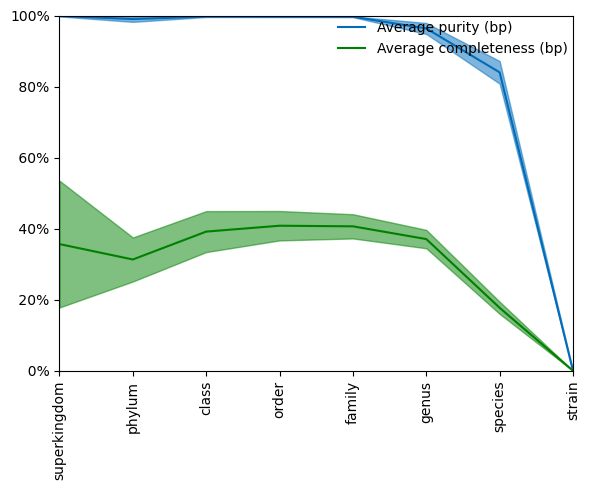 100%
80%
60%
40%
20%
0%
Average purity (bp)
Average completeness (bp)
superkingdom
phylum
class
order
family
genus
species
strain